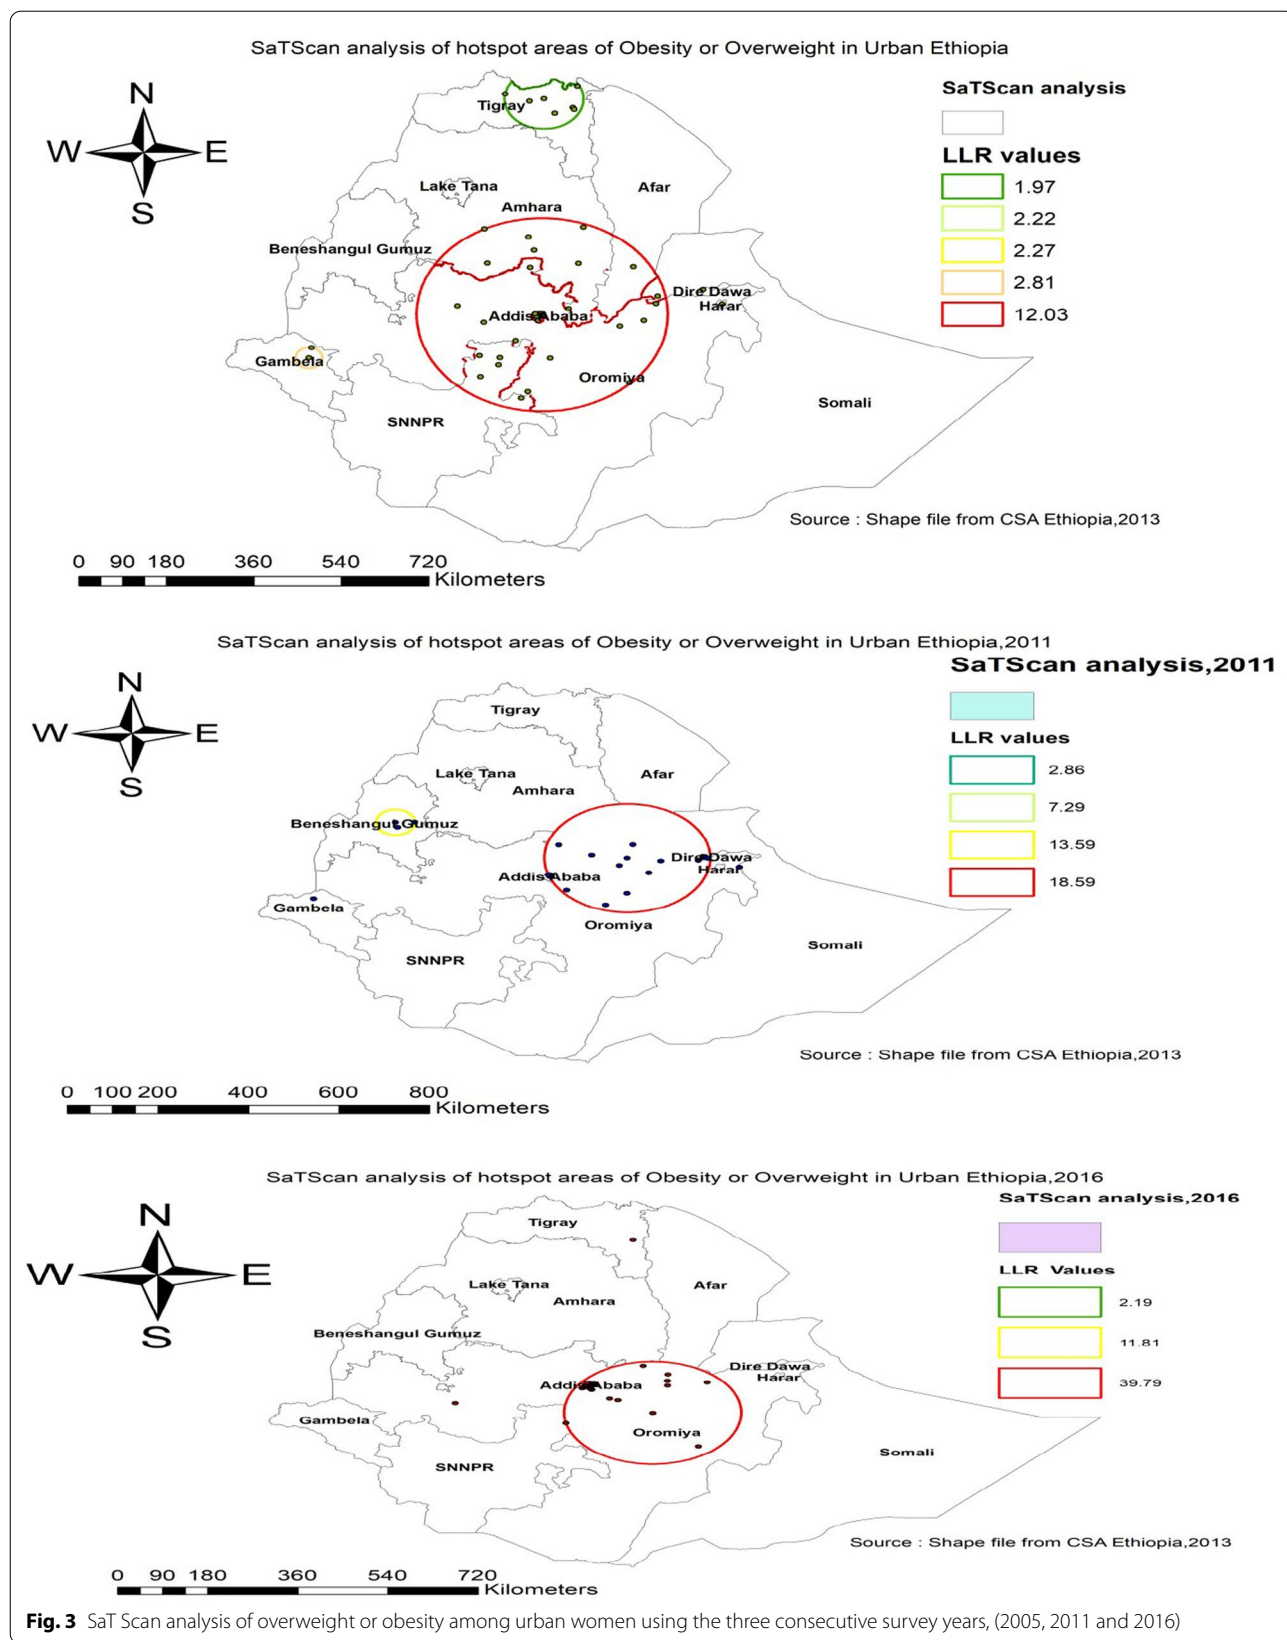 SaTScan analysis of hotspot areas of Obesity or Overweight in Urban Ethiopia
N
W E
S
Tigray
Lake Tana
Afar
Amhara
Beneshangul Gumuz
Dire Dawa
Harar
Addis Ababa
Gambela
Oromiya
Somali
SNNPR
SaTScan analysis
LLR values
1.97
2.22
2.27
2.81
12.03
Source : Shape file from CSA Ethiopia,2013
0 90 180 360 540 720
Kilometers
SaTScan analysis of hotspot areas of Obesity or Overweight in Urban Ethiopia,2011
N
W E
S
Tigray
Lake Tana
Afar
Amhara
Beneshangul Gumuz
Dire Dawa
Harar
Addis Ababa
Gambela
Oromiya
Somali
SNNPR
SaTScan analysis,2011
LLR values
2.86
7.29
13.59
18.59
Source : Shape file from CSA Ethiopia,2013
0 100 200 400 600 800
Kilometers
SaTScan analysis of hotspot areas of Obesity or Overweight in Urban Ethiopia,2016
N
W E
S
Tigray
Lake Tana
Afar
Amhara
Beneshangul Gumuz
Dire Dawa
Harar
Addis Ababa
Gambela
Oromiya
Somali
SNNPR
SaTScan analysis,2016
LLR Values
2.19
11.81
39.79
Source : Shape file from CSA Ethiopia,2013
0 90 180 360 540 720
Kilometers
Fig. 3 SaT Scan analysis of overweight or obesity among urban women using the three consecutive survey years, (2005, 2011 and 2016)